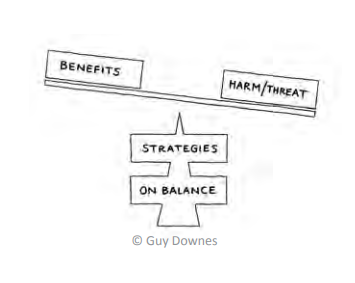 BENEFITS
HARM/THREAT
STRATEGIES
ON BALANCE
© Guy Downes